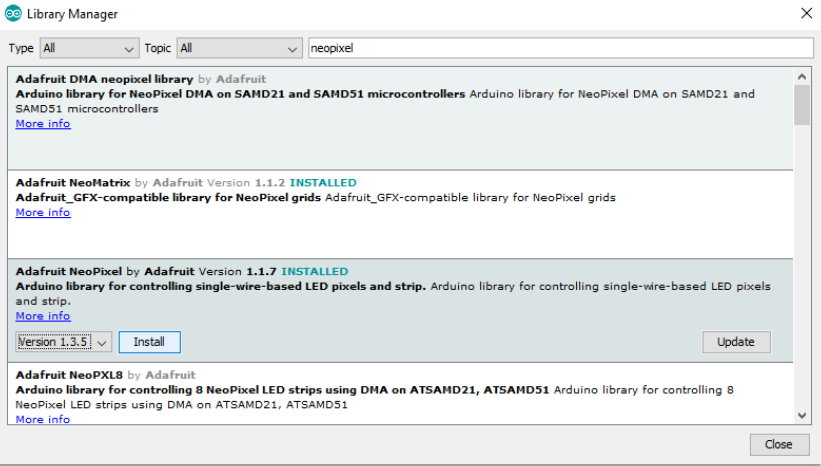 Library Manager
Type All Topic All neopixel
Adafruit DMA neopixel library by Adafruit
Arduino library for NeoPixel DMA on SAMD21 and SAMD51 microcontrollers Arduino library for NeoPixel DMA on SAMD21 and
SAMD51 microcontrollers
More info
Adafruit NeoMatrix by Adafruit Version 1.1.2 INSTALLED
Adafruit_GFX-compatible library for NeoPixel grids Adafruit_GFX-compatible library for NeoPixel grids
More info
Adafruit NeoPixel by Adafruit Version 1.1.7 INSTALLED
Arduino library for controlling single-wire-based LED pixels and strip. Arduino library for controlling single-wire-based LED pixels
and strip.
More info
Version 1.3.5 Install Update
Adafruit NeoPXL8 by Adafruit
Arduino library for controlling 8 NeoPixel LED strips using DMA on ATSAMD21, ATSAMD51 Arduino library for controlling 8
NeoPixel LED strips using DMA on ATSAMD21, ATSAMD51
More info
Close